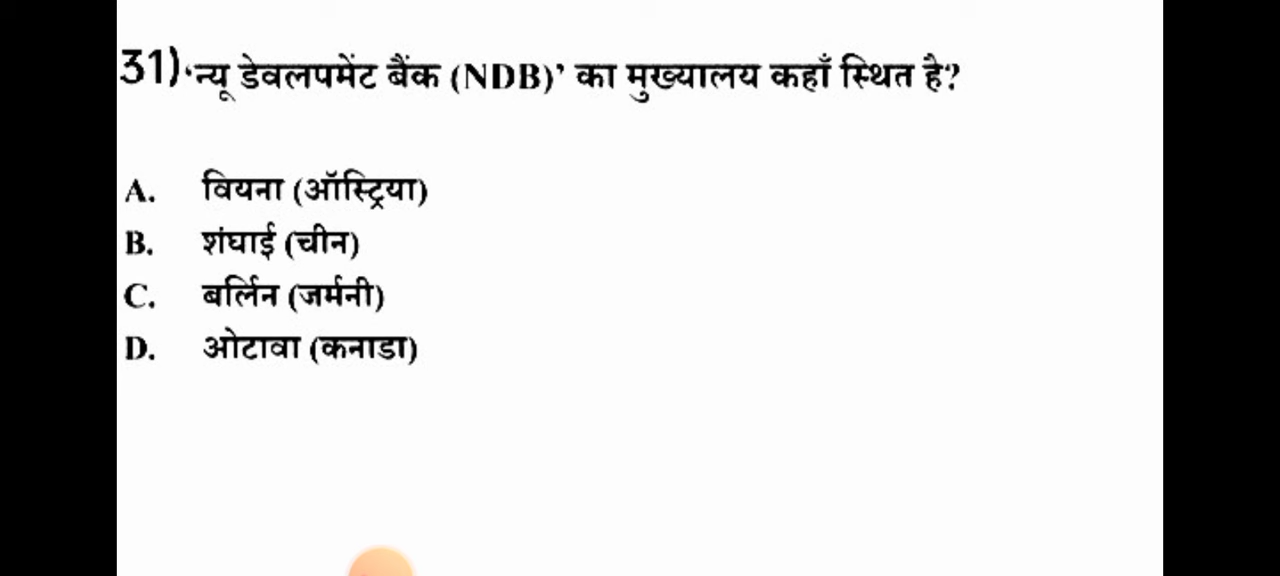 31) ‘न्यू डेवलपमेंट बैंक (NDB)’ का मुख्यालय कहाँ स्थित है?
A. वियना (ऑस्ट्रिया)
B. शंघाई (चीन)
C. बर्लिन (जर्मनी)
D. ओटावा (कनाडा)